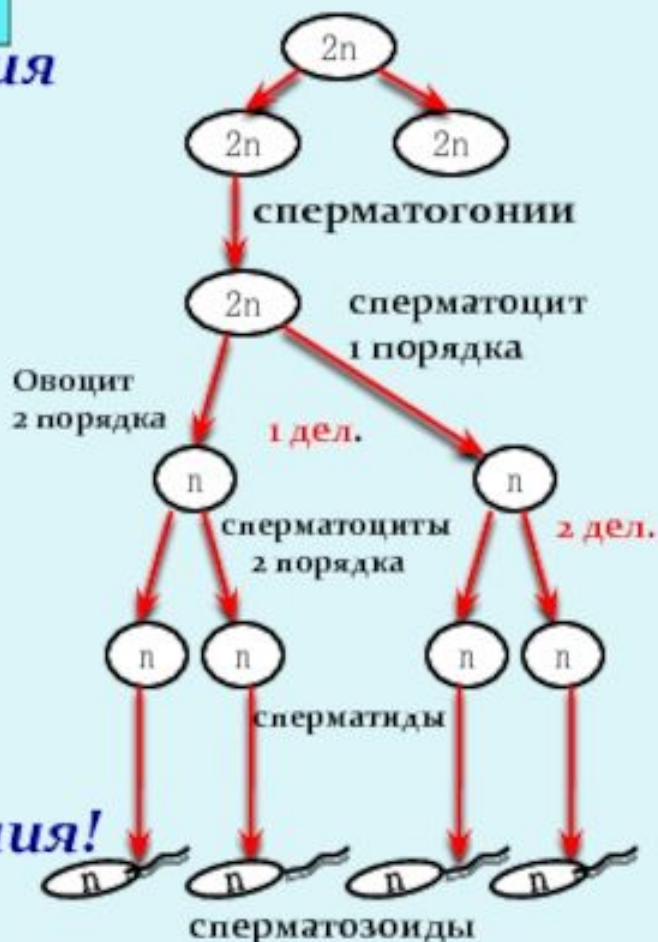 ия
2n
2n 2n
сперматогонии
2n
сперматоцит
1 порядка
Овоцит
2 порядка
1 дел.
n n
сперматоциты
2 порядка
2 дел.
n n n n
сперматиды
ия!
n n n n
сперматозоиды